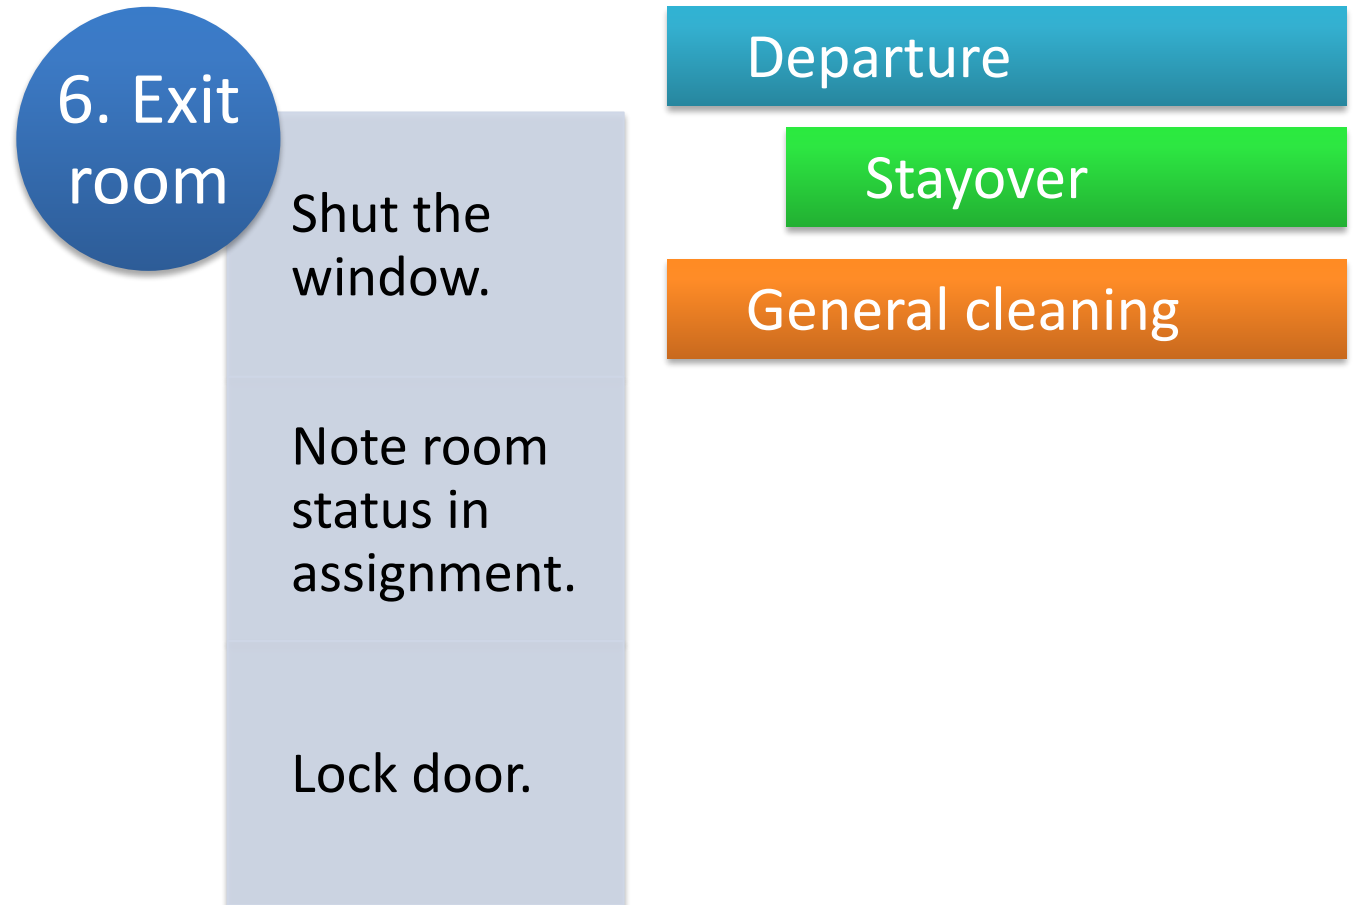 6. Exit
room
Shut the
window.
Note room
status in
assignment.
Lock door.
Departure
Stayover
General cleaning